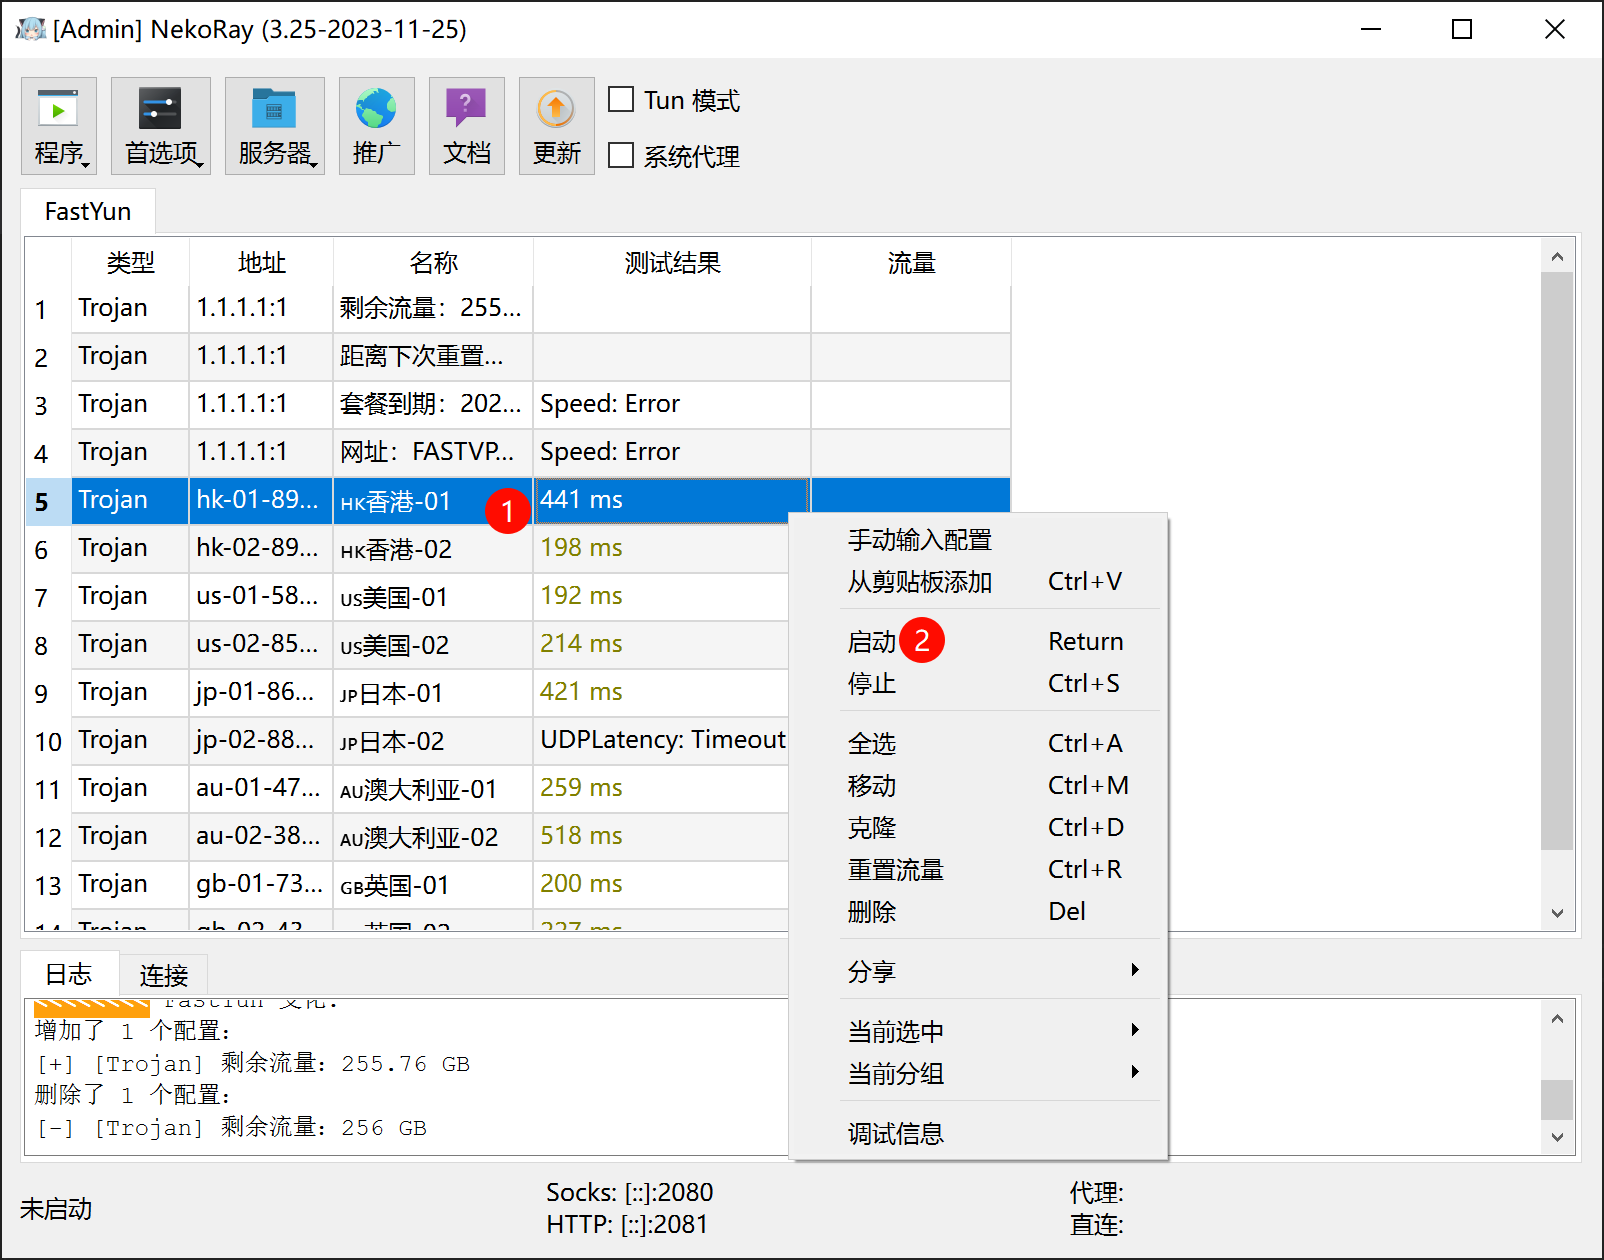 [Admin] NekoRay (3.25-2023-11-25)
程序 首选项 服务器 推广 文档 更新
Tun 模式
系统代理
FastYun
类型 地址 名称 测试结果 流量
1 Trojan 1.1.1.1:1 剩余流量：255...
2 Trojan 1.1.1.1:1 距离下次重置...
3 Trojan 1.1.1.1:1 套餐到期：202... Speed: Error
4 Trojan 1.1.1.1:1 网址：FASTVP... Speed: Error
5 Trojan hk-01-89... HK香港-01 1 441 ms
6 Trojan hk-02-89... HK香港-02 198 ms
7 Trojan us-01-58... US美国-01 192 ms
8 Trojan us-02-85... US美国-02 214 ms
9 Trojan jp-01-86... JP日本-01 421 ms
10 Trojan jp-02-88... JP日本-02 UDPLatency: Timeout
11 Trojan au-01-47... AU澳大利亚-01 259 ms
12 Trojan au-02-38... AU澳大利亚-02 518 ms
13 Trojan gb-01-73... GB英国-01 200 ms
14 Trojan gb-02-43... 英国-02 227 ms
手动输入配置
从剪贴板添加 Ctrl+V
启动 2 Return
停止 Ctrl+S
全选 Ctrl+A
移动 Ctrl+M
克隆 Ctrl+D
重置流量 Ctrl+R
删除 Del
分享
当前选中
当前分组
调试信息
日志 连接
FastYun 变化:
增加了 1 个配置:
[+] [Trojan] 剩余流量：255.76 GB
删除了 1 个配置:
[-] [Trojan] 剩余流量：256 GB
未启动
Socks: [::]:2080
HTTP: [::]:2081
代理:
直连: